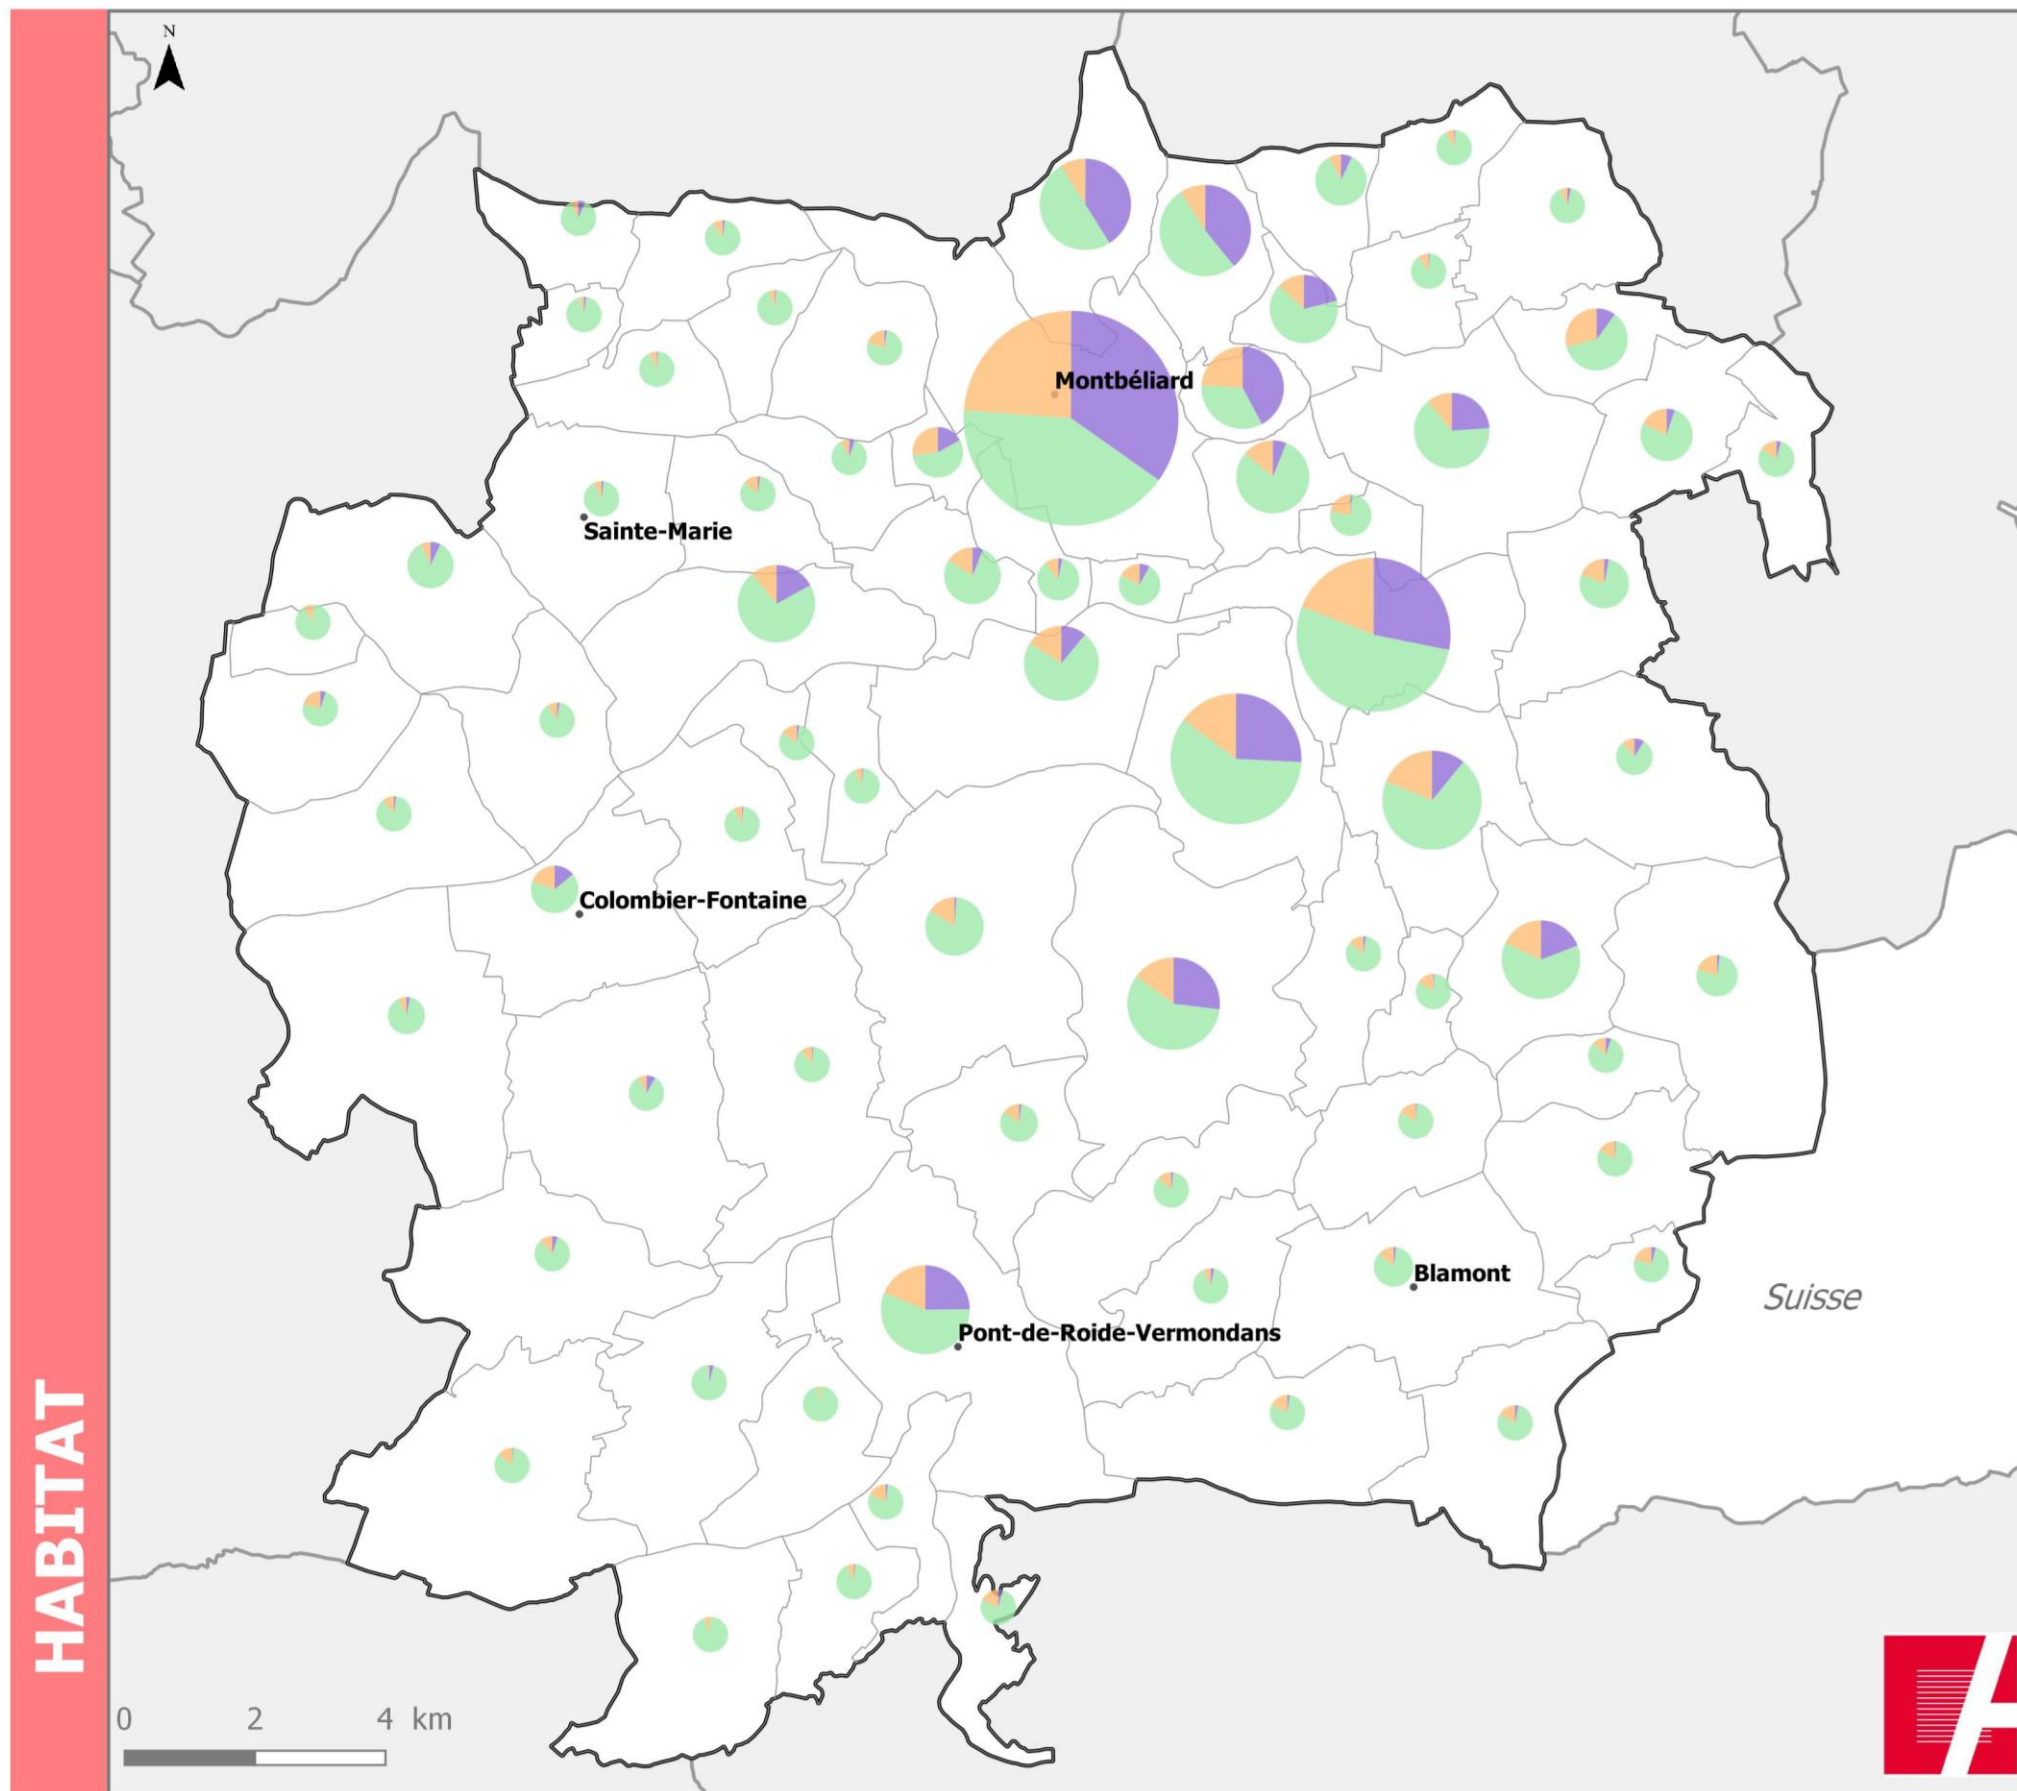 N
Montbéliard
Sainte-Marie
Colombier-Fontaine
Blamont
Suisse
Pont-de-Roide-Vermondans
HABITAT
0 2 4 km